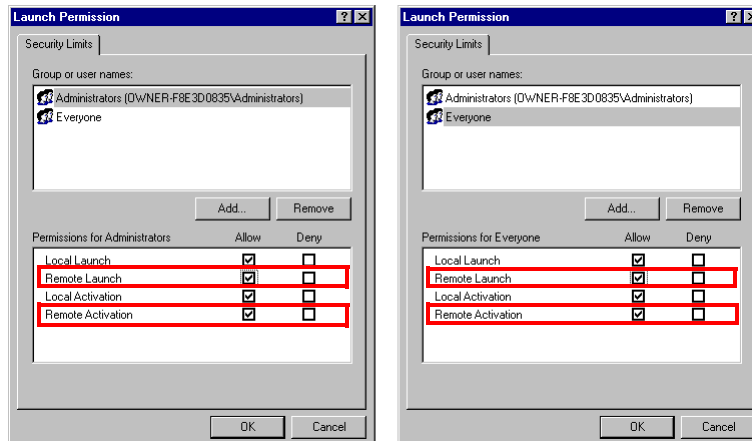 Launch Permission
Security Limits
Group or user names:
Administrators (OWNER-F8E3D0835\Administrators)
Everyone
Add... Remove
Permissions for Administrators Allow Deny
Local Launch
Remote Launch
Local Activation
Remote Activation
OK Cancel
Launch Permission
Security Limits
Group or user names:
Administrators (OWNER-F8E3D0835\Administrators)
Everyone
Add... Remove
Permissions for Everyone Allow Deny
Local Launch
Remote Launch
Local Activation
Remote Activation
OK Cancel